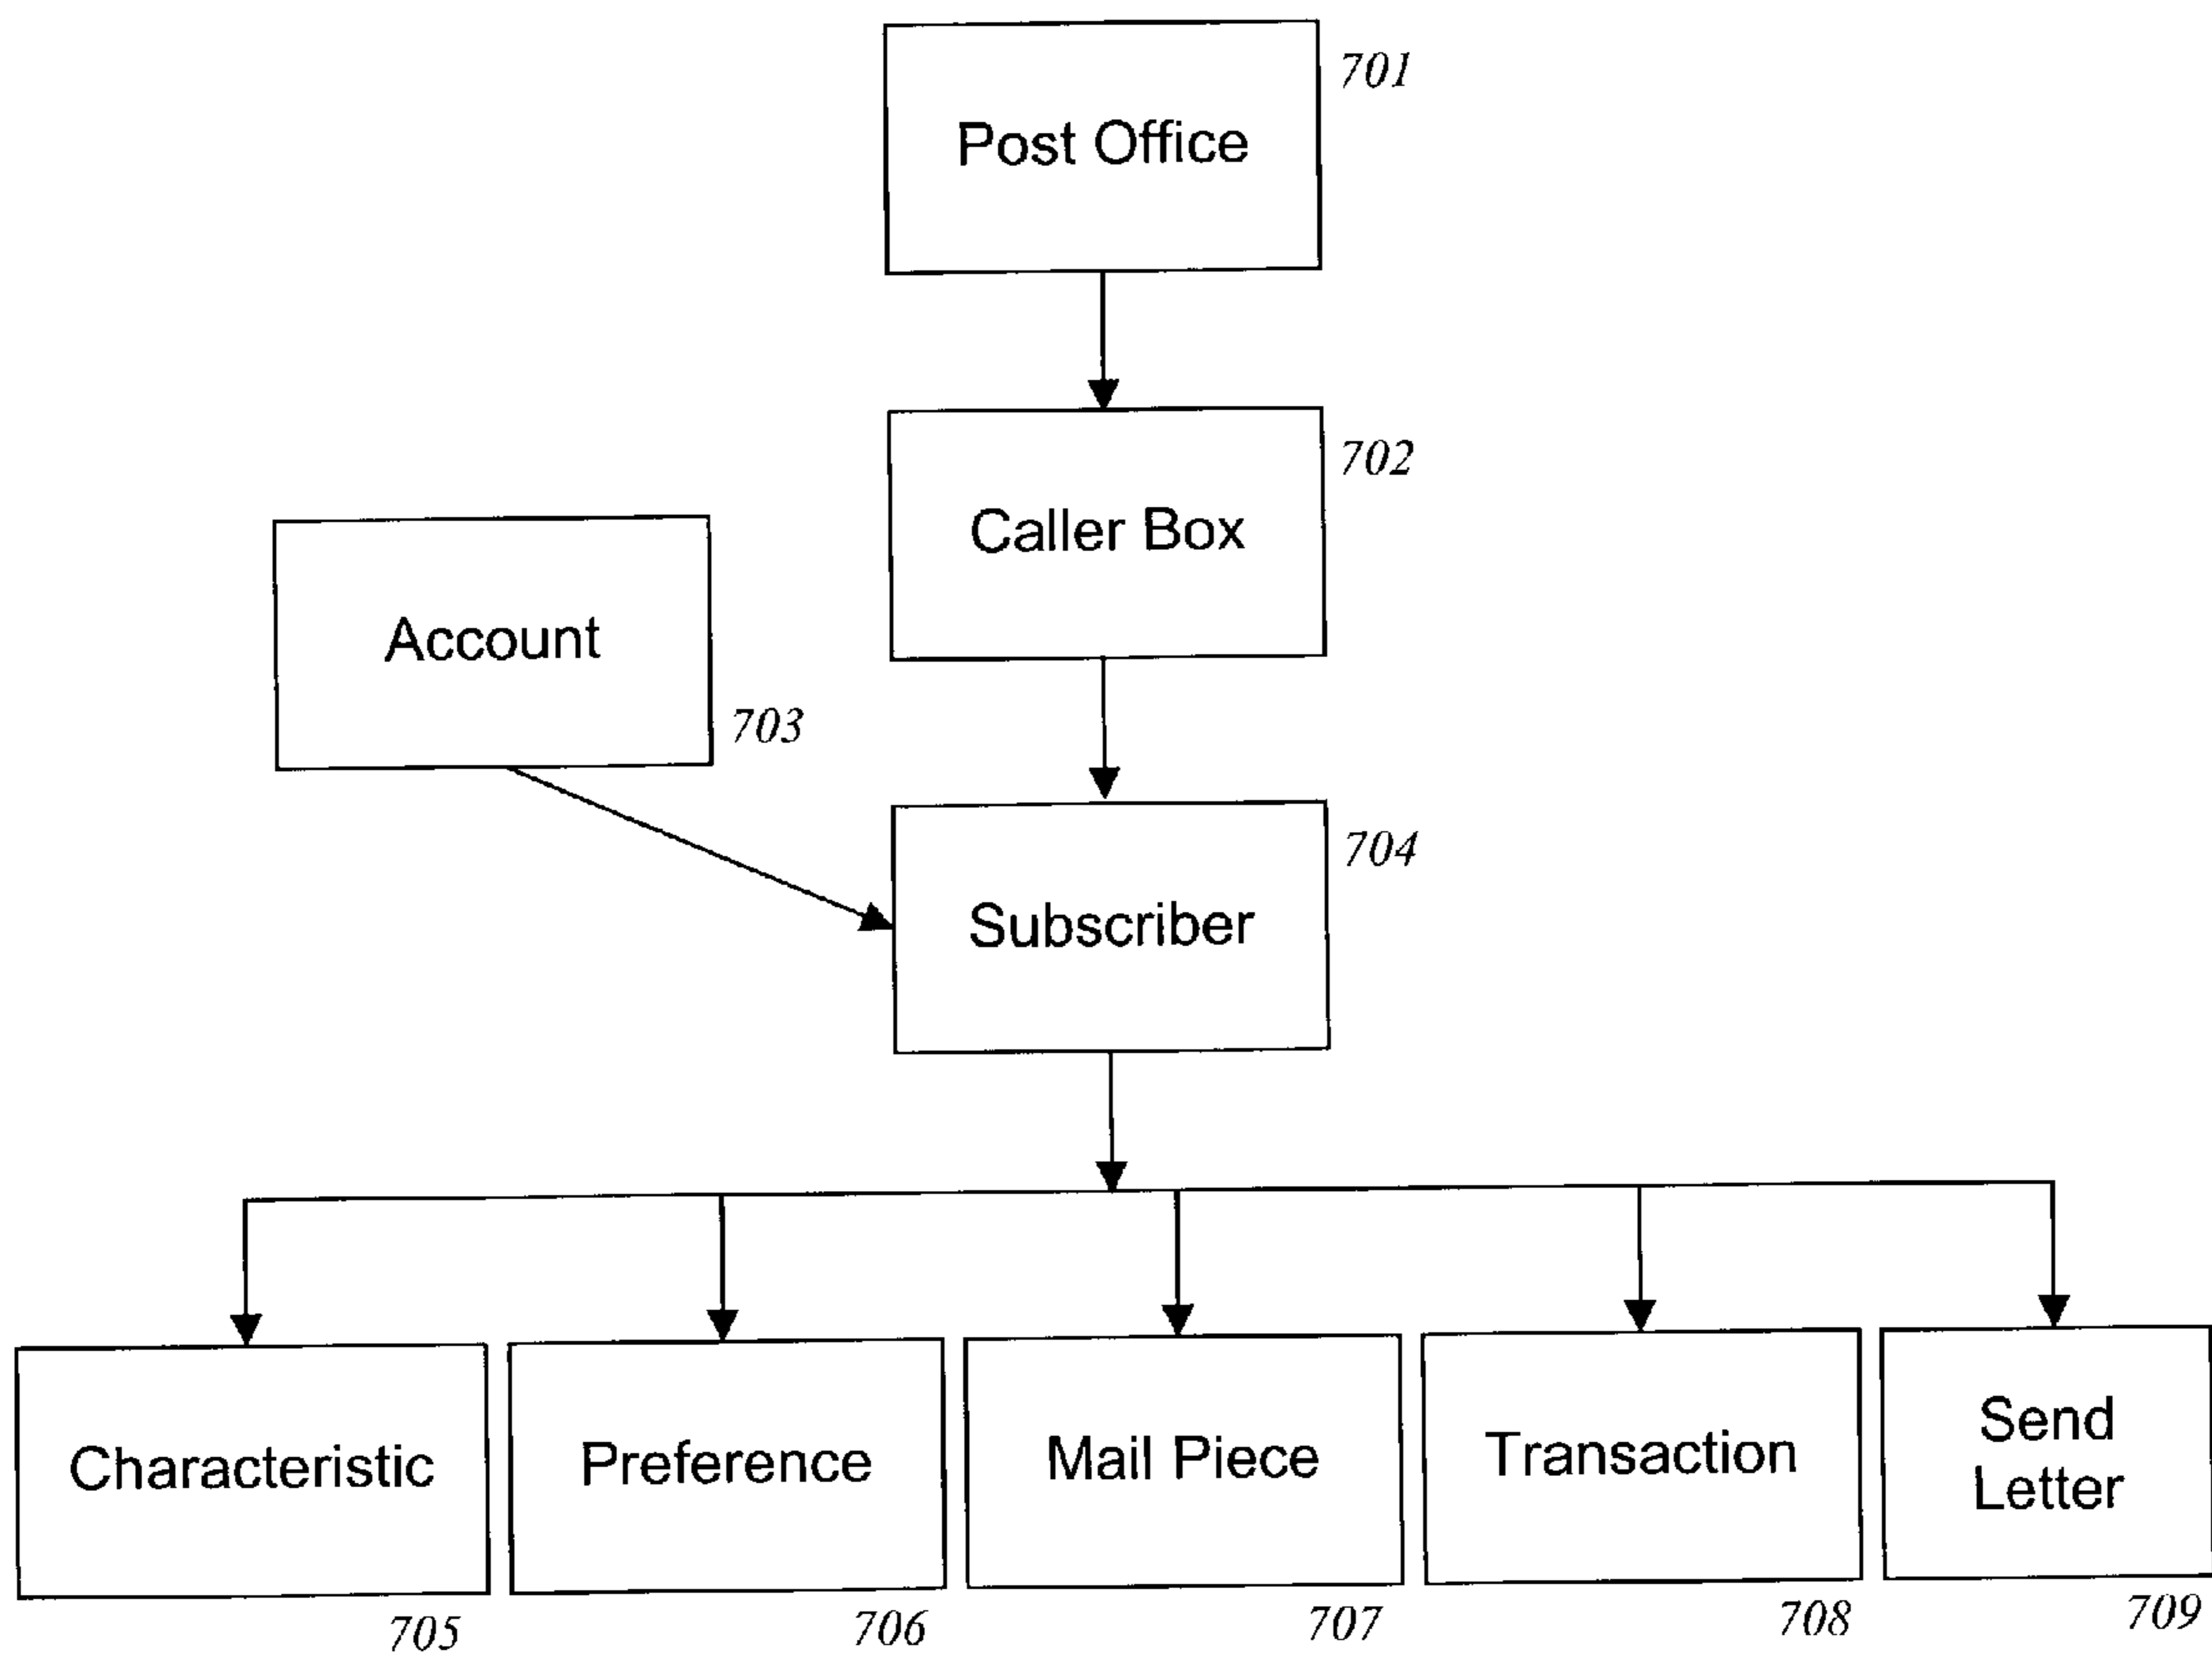 Post Office
701
Caller Box
702
Account
703
Subscriber
704
Characteristic
705
Preference
706
Mail Piece
707
Transaction
708
Send
Letter
709